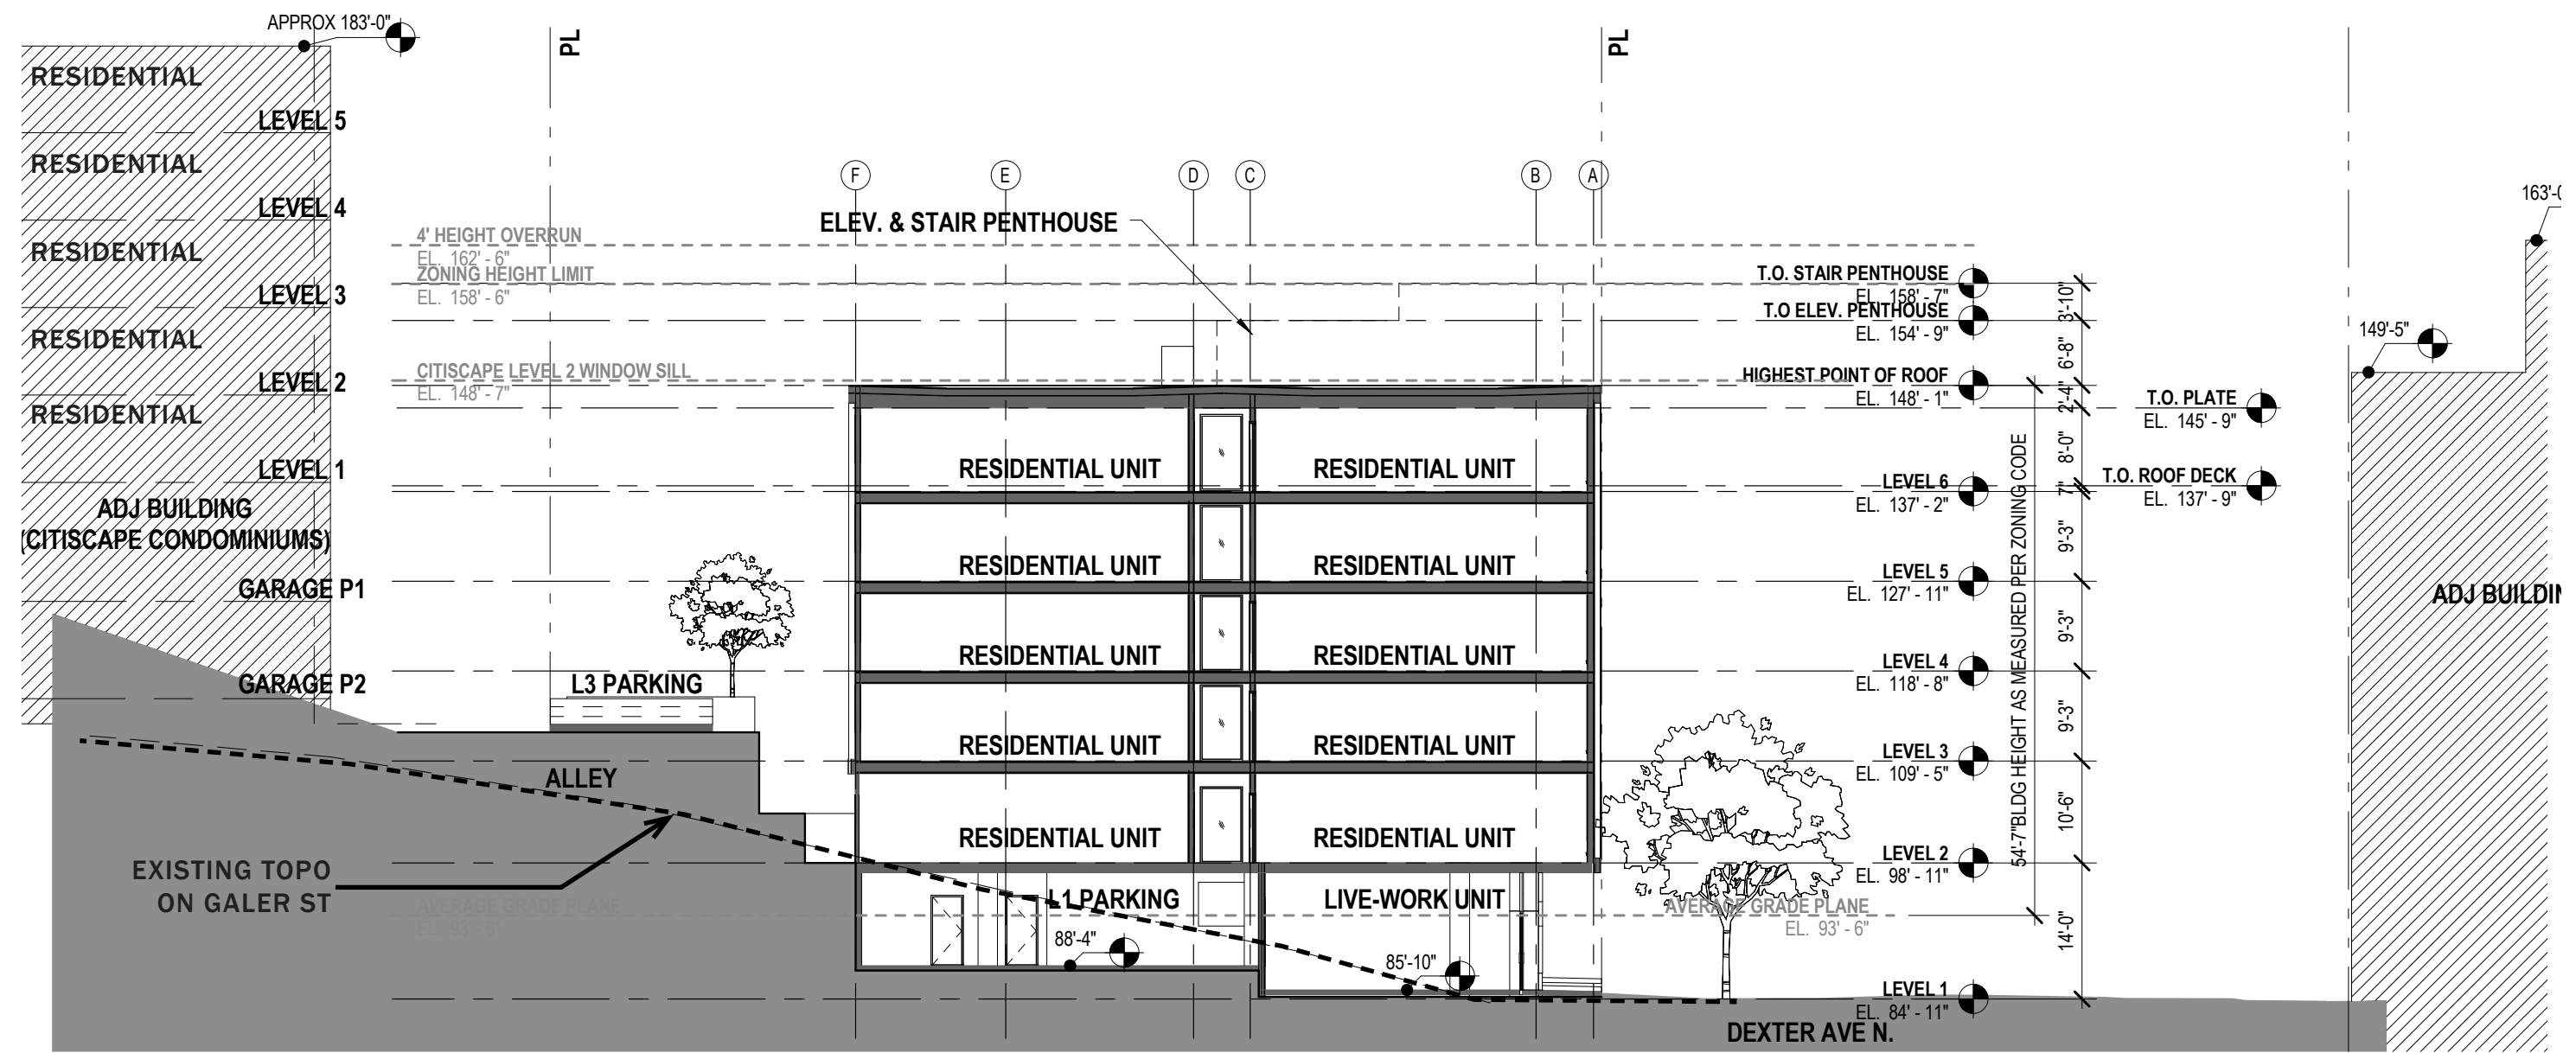 APPROX 183'-0"
PL
PL
RESIDENTIAL
LEVEL 5
RESIDENTIAL
LEVEL 4
RESIDENTIAL
LEVEL 3
RESIDENTIAL
LEVEL 2
RESIDENTIAL
LEVEL 1
ADJ BUILDING
(CITISCAPE CONDOMINIUMS)
GARAGE P1
GARAGE P2
F
E
D
C
B
A
ELEV. & STAIR PENTHOUSE
4' HEIGHT OVERRUN
EL. 162' - 6"
ZONING HEIGHT LIMIT
EL. 158' - 6"
CITISCAPE LEVEL 2 WINDOW SILL
EL. 148' - 7"
T.O. STAIR PENTHOUSE
EL. 158' - 7"
T.O ELEV. PENTHOUSE
EL. 154' - 9"
HIGHEST POINT OF ROOF
EL. 148' - 1"
T.O. PLATE
EL. 145' - 9"
T.O. ROOF DECK
EL. 137' - 9"
LEVEL 6
EL. 137' - 2"
LEVEL 5
EL. 127' - 11"
LEVEL 4
EL. 118' - 8"
LEVEL 3
EL. 109' - 5"
LEVEL 2
EL. 98' - 11"
AVERAGE GRADE PLANE
EL. 93' - 6"
LEVEL 1
EL. 84' - 11"
3'-10"
6'-8"
2'-4"
8'-0"
7"
9'-3"
9'-3"
9'-3"
10'-6"
14'-0"
54'-7"BLDG HEIGHT AS MEASURED PER ZONING CODE
163'-0
149'-5"
ADJ BUILDIN
RESIDENTIAL UNIT
RESIDENTIAL UNIT
RESIDENTIAL UNIT
RESIDENTIAL UNIT
RESIDENTIAL UNIT
RESIDENTIAL UNIT
RESIDENTIAL UNIT
RESIDENTIAL UNIT
RESIDENTIAL UNIT
RESIDENTIAL UNIT
L3 PARKING
ALLEY
EXISTING TOPO
ON GALER ST
AVERAGE GRADE PLANE
EL. 93' - 6"
L1 PARKING
LIVE-WORK UNIT
88'-4"
85'-10"
DEXTER AVE N.